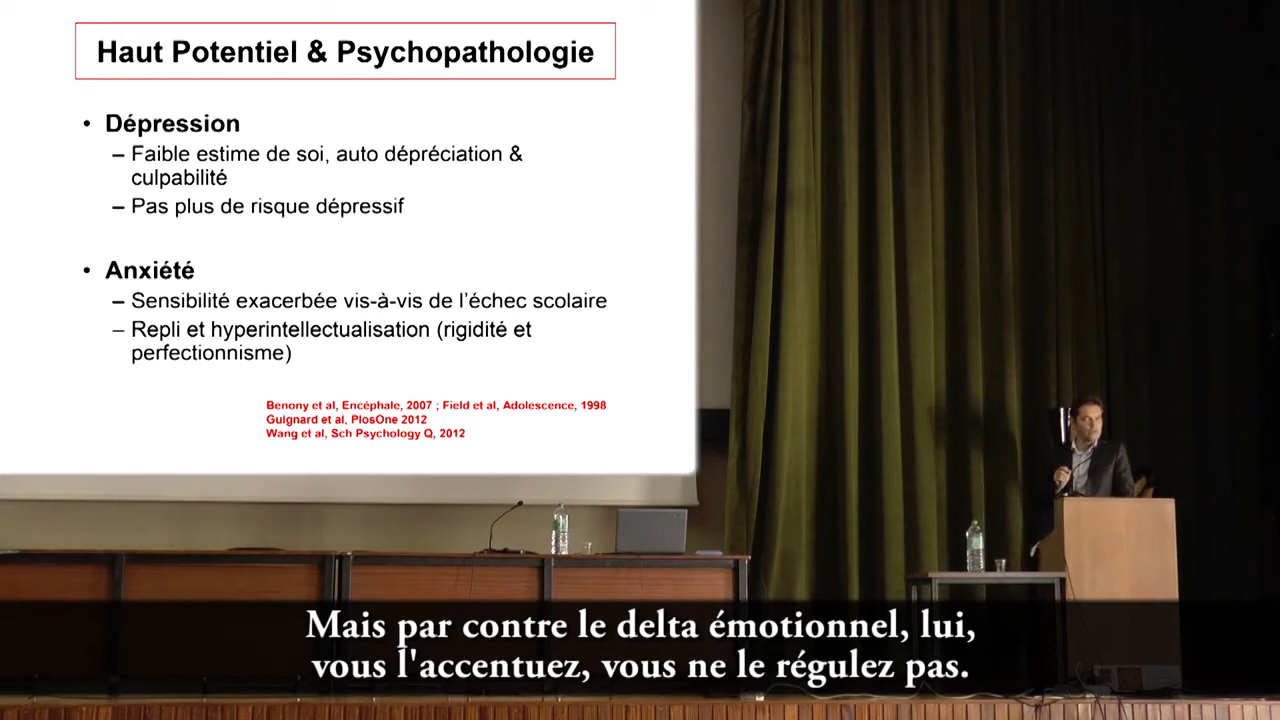 Haut Potentiel & Psychopathologie
• Dépression
– Faible estime de soi, auto dépréciation &
culpabilité
– Pas plus de risque dépressif
• Anxiété
– Sensibilité exacerbée vis-à-vis de l'échec scolaire
– Repli et hyperintellectualisation (rigidité et
perfectionnisme)
Benony et al, Encéphale, 2007 ; Field et al, Adolescence, 1998
Guignard et al, PlosOne 2012
Wang et al, Sch Psychology Q, 2012
Mais par contre le delta émotionnel, lui,
vous l'accentuez, vous ne le régulez pas.